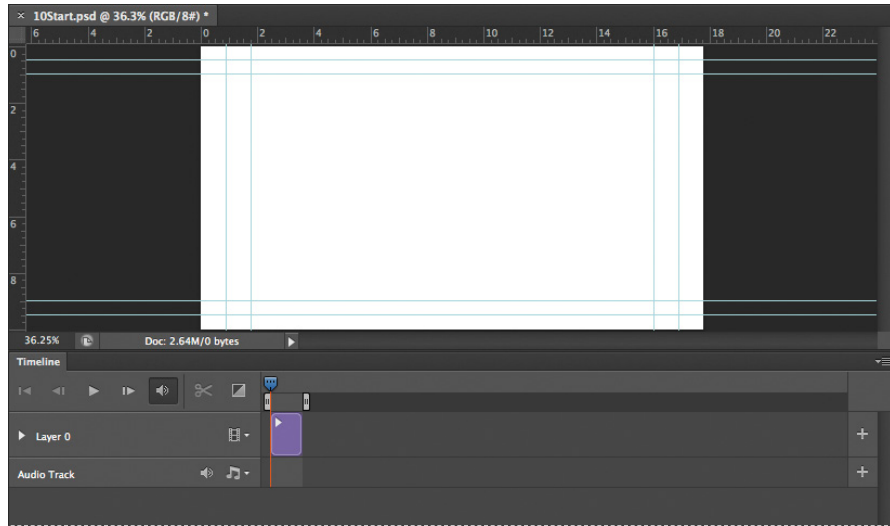 × 10Start.psd @ 36.3% (RGB/8#) *
6 4 2 0 2 4 6 8 10 12 14 16 18 20 22
0
2
4
6
8
36.25% Doc: 2.64M/0 bytes
Timeline
Layer 0
Audio Track